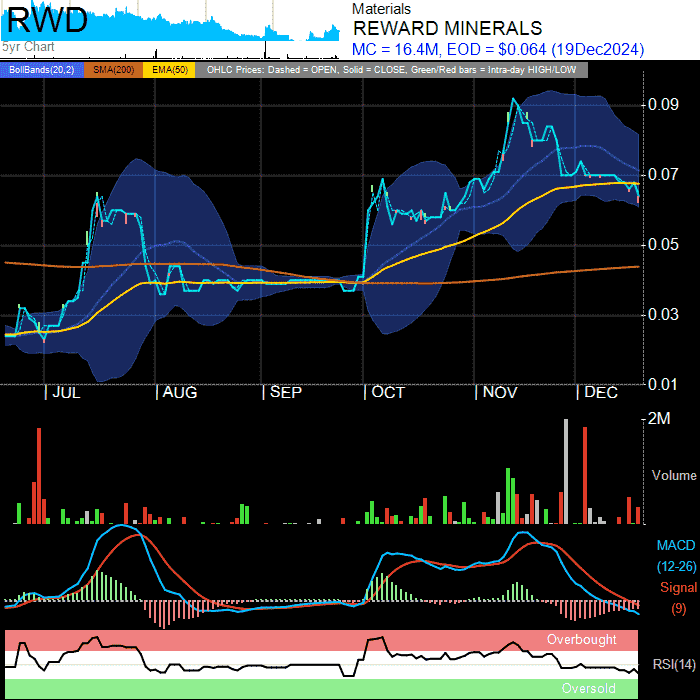 RWD
5yr Chart
Materials
REWARD MINERALS
MC = 16.4M, EOD = $0.064 (19Dec2024)
BollBands(20,2) SMA(200) EMA(50) OHLC Prices: Dashed = OPEN, Solid = CLOSE, Green/Red bars = Intra-day HIGH/LOW
0.09
0.07
0.05
0.03
0.01
JUL AUG SEP OCT NOV DEC
2M
Volume
MACD
(12-26)
Signal
(9)
Overbought
RSI(14)
Oversold